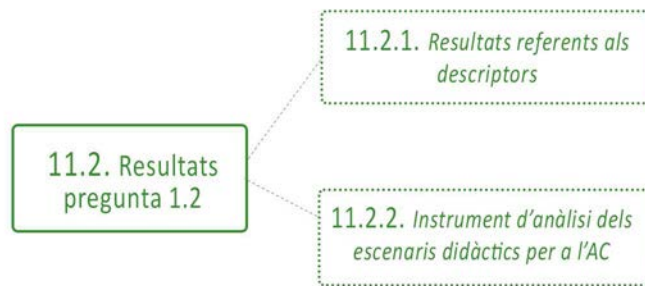 11.2.1. Resultats referents als
descriptors
11.2. Resultats
pregunta 1.2
11.2.2. Instrument d'anàlisi dels
escenaris didàctics per a l'AC